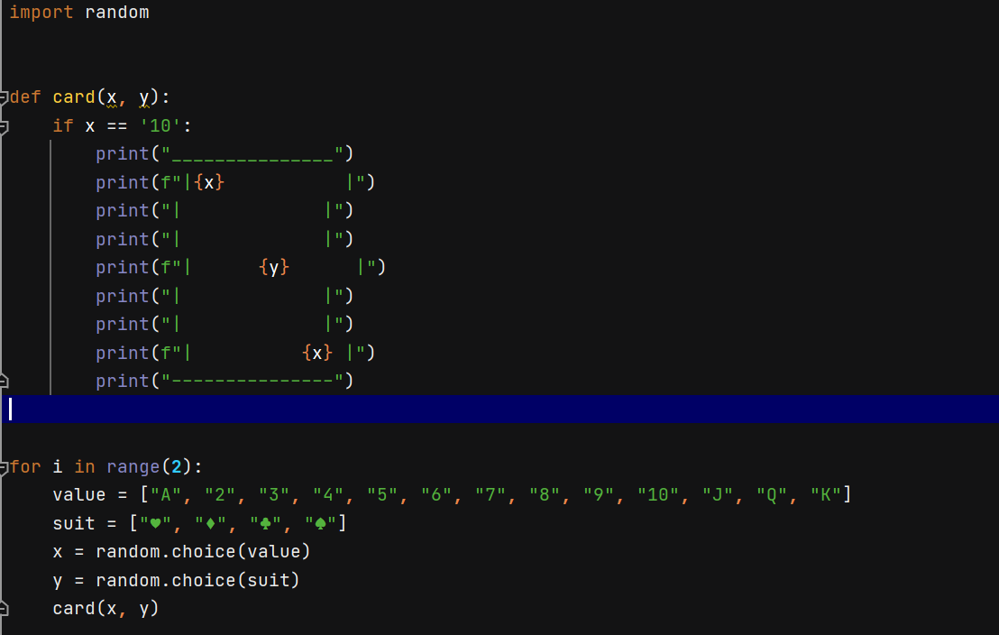 import random
def card(x, y):
    if x == '10':
        print("_______________")
        print(f"|{x}           |")
        print("|             |")
        print("|             |")
        print(f"|      {y}      |")
        print("|             |")
        print("|             |")
        print(f"|          {x} |")
        print("---------------")
for i in range(2):
    value = ["A", "2", "3", "4", "5", "6", "7", "8", "9", "10", "J", "Q", "K"]
    suit = ["♥", "♦", "♣", "♠"]
    x = random.choice(value)
    y = random.choice(suit)
    card(x, y)